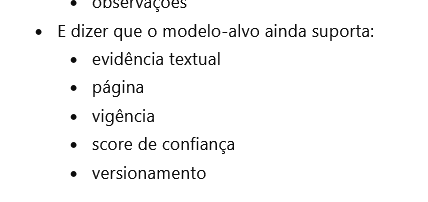 • observações
• E dizer que o modelo-alvo ainda suporta:
• evidência textual
• página
• vigência
• score de confiança
• versionamento